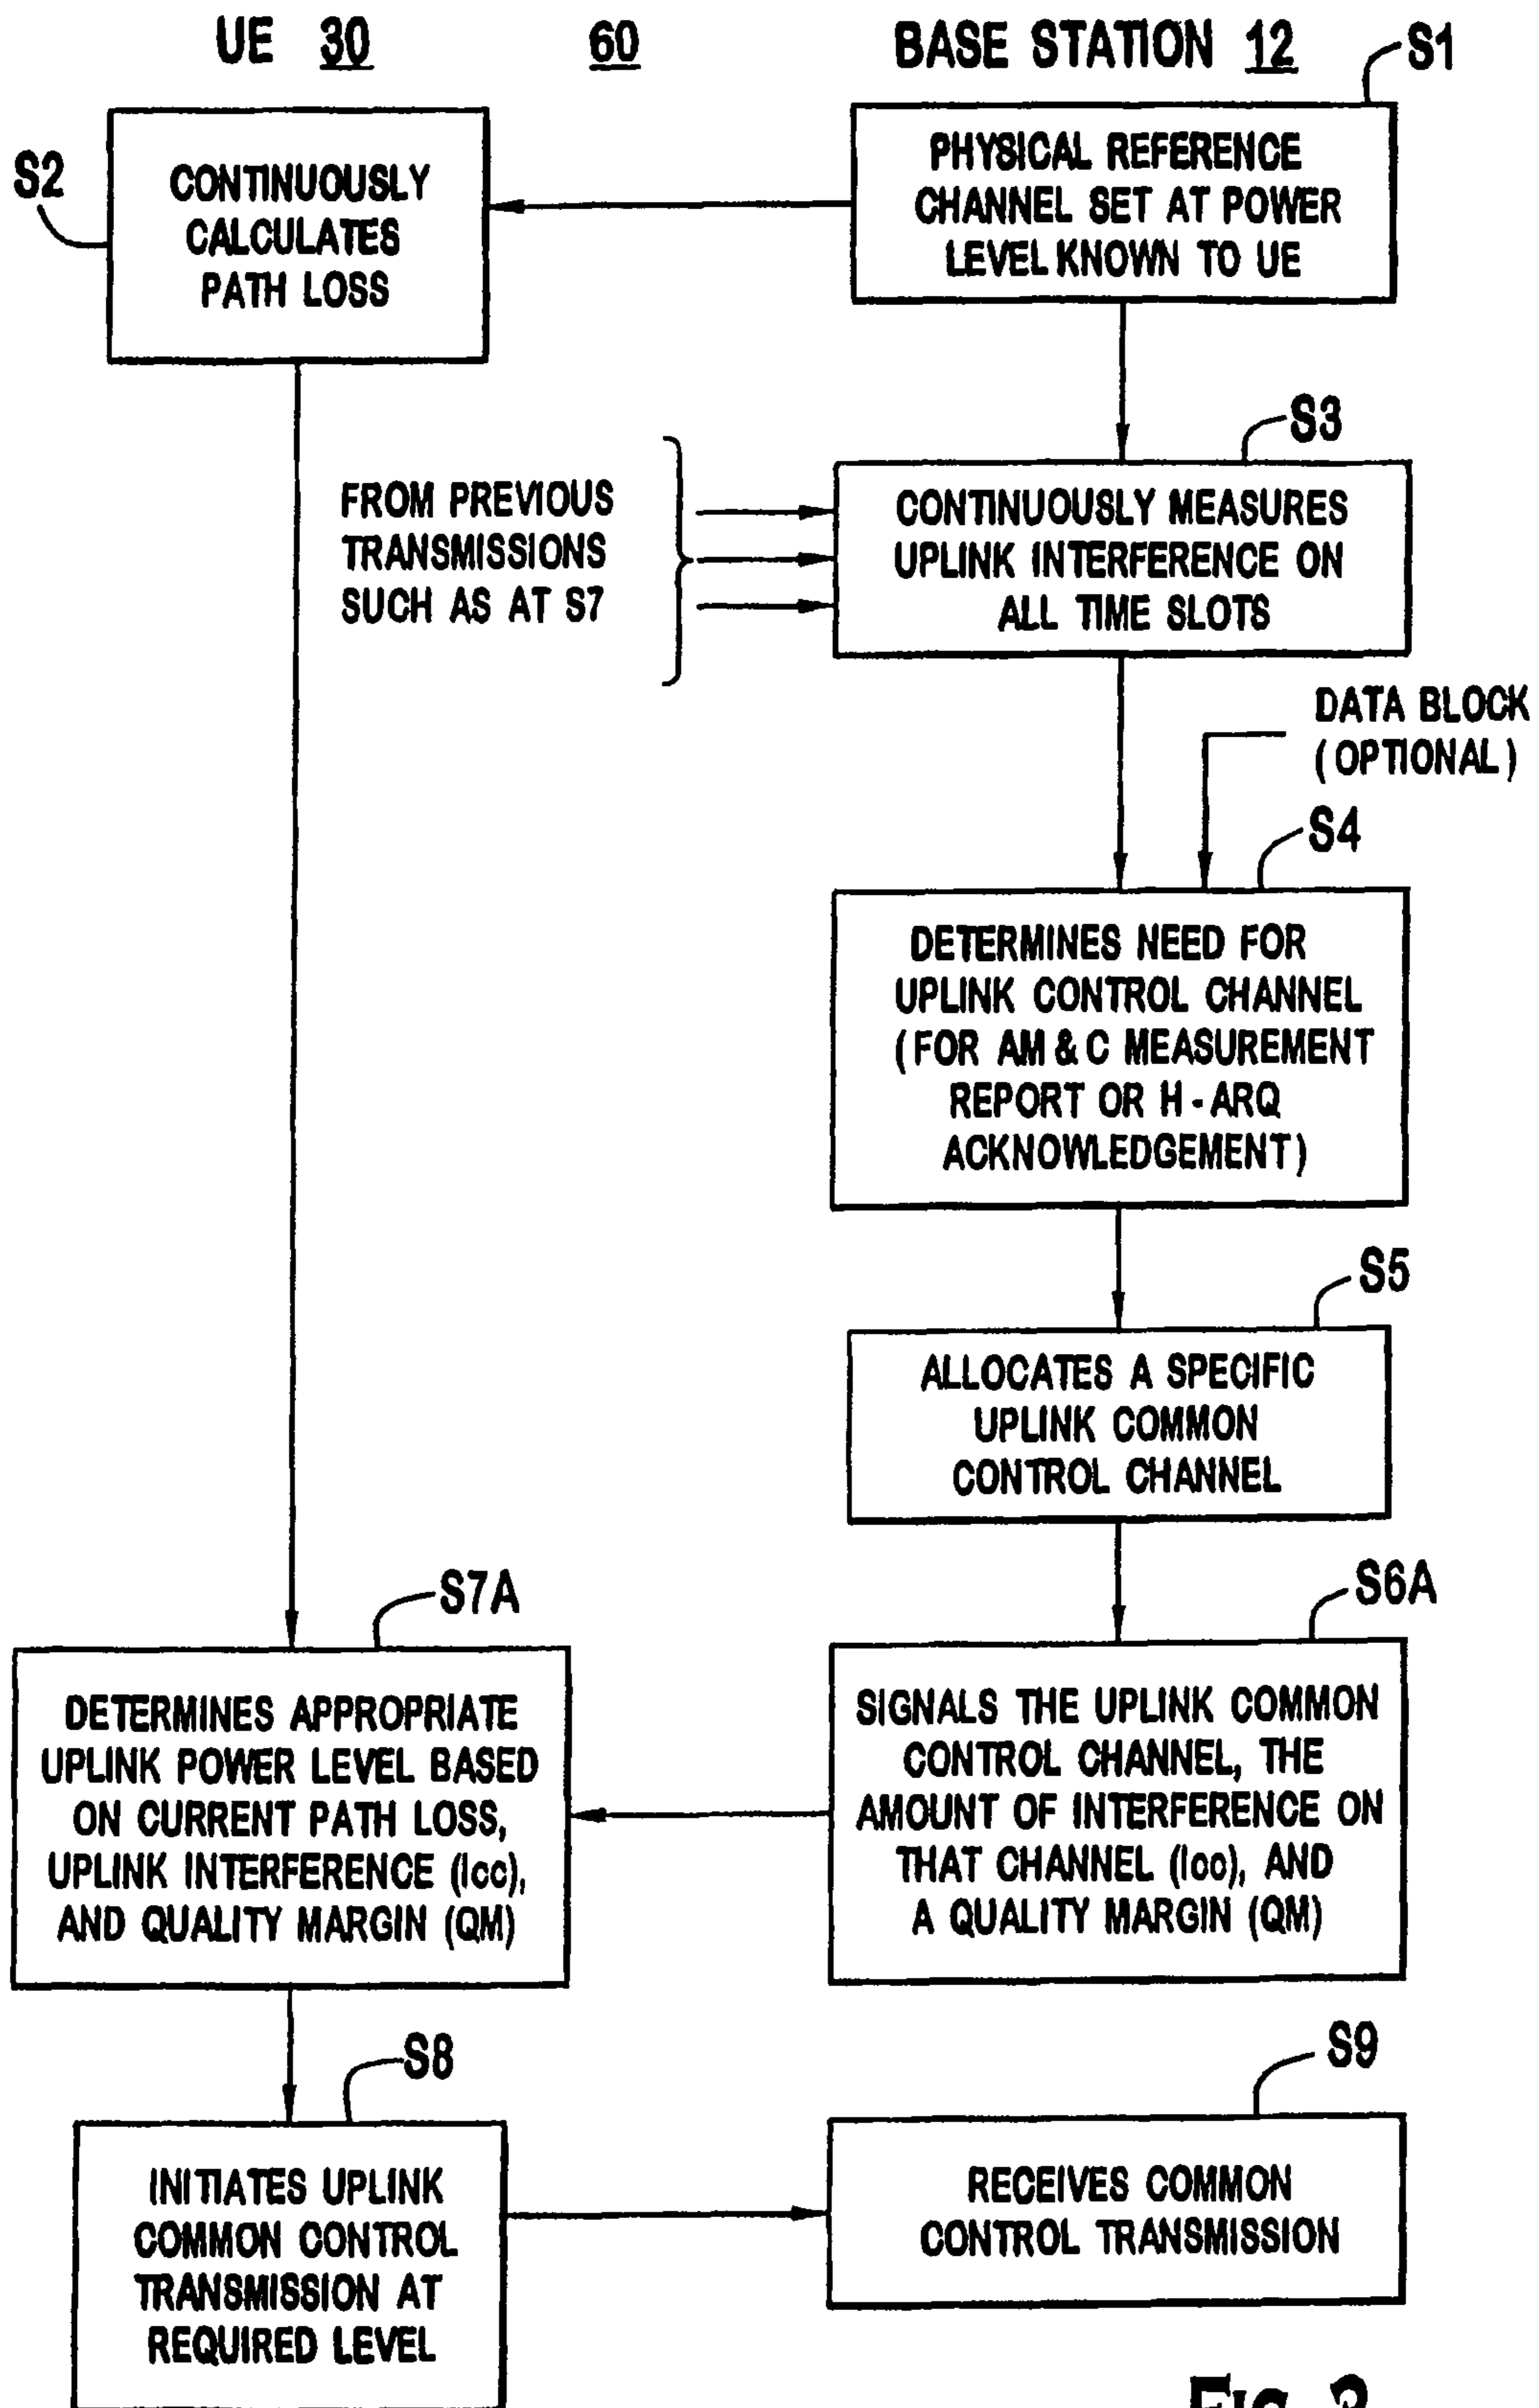 UE 30
60
BASE STATION 12
S1
PHYSICAL REFERENCE
CHANNEL SET AT POWER
LEVEL KNOWN TO UE
S2
CONTINUOUSLY
CALCULATES
PATH LOSS
S3
FROM PREVIOUS
TRANSMISSIONS
SUCH AS AT S7
CONTINUOUSLY MEASURES
UPLINK INTERFERENCE ON
ALL TIME SLOTS
DATA BLOCK
(OPTIONAL)
S4
DETERMINES NEED FOR
UPLINK CONTROL CHANNEL
(FOR AM & C MEASUREMENT
REPORT OR H - ARQ
ACKNOWLEDGEMENT)
S5
ALLOCATES A SPECIFIC
UPLINK COMMON
CONTROL CHANNEL
S6A
SIGNALS THE UPLINK COMMON
CONTROL CHANNEL, THE
AMOUNT OF INTERFERENCE ON
THAT CHANNEL (Icc), AND
A QUALITY MARGIN (QM)
S7A
DETERMINES APPROPRIATE
UPLINK POWER LEVEL BASED
ON CURRENT PATH LOSS,
UPLINK INTERFERENCE (Icc),
AND QUALITY MARGIN (QM)
S8
INITIATES UPLINK
COMMON CONTROL
TRANSMISSION AT
REQUIRED LEVEL
S9
RECEIVES COMMON
CONTROL TRANSMISSION